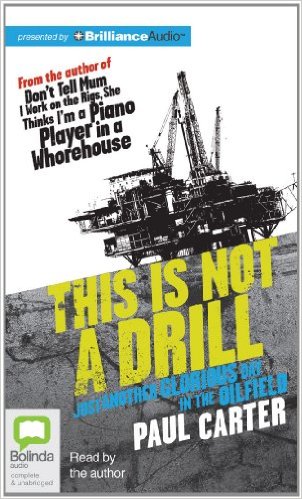 presented by BrillianceAudio™
From the author of
Don't Tell Mum
I Work on the Rigs, She
Thinks I'm a Piano
Player in a
Whorehouse
THIS IS NOT
A DRILL
JUST ANOTHER GLORIOUS DAY
IN THE OILFIELD
PAUL CARTER
Bolinda
audio
complete
& unabridged
Read by
the author